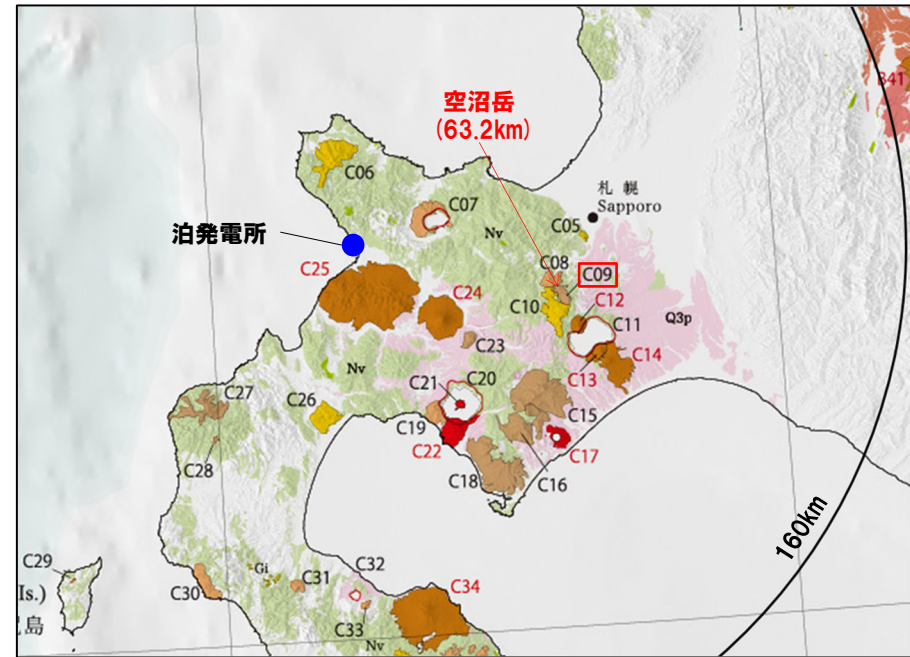 空沼岳
(63.2km)
341
C06
札幌
Sapporo
C07
C05
泊発電所
Nv
C08
C09
C25
C24
C10
C12
C11
Q3p
C23
C14
C13
Nv
C21
C20
C27
C26
C15
C19
C22
C17
C28
C18
C16
160km
C29
C32
Gi
C31
C34
Is.)
C30
島
C33
Nv